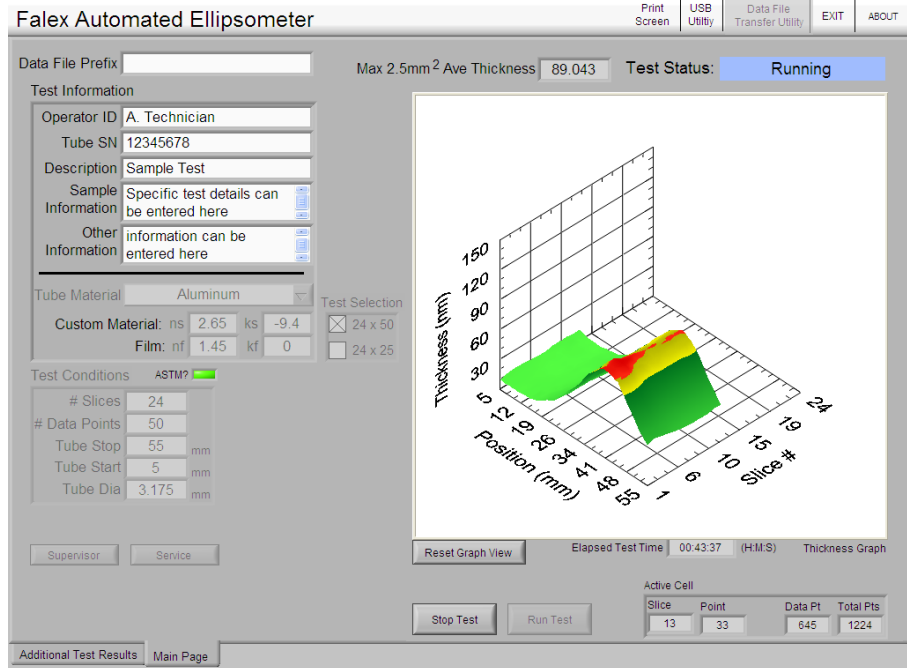 Falex Automated Ellipsometer
Print Screen
USB Utiltiy
Data File Transfer Utility
EXIT
ABOUT
Data File Prefix
Max 2.5mm 2 Ave Thickness 89.043
Test Status: Running
Test Information
Operator ID A. Technician
Tube SN 12345678
Description Sample Test
Sample Information Specific test details can
be entered here
Other Information information can be
entered here
Tube Material Aluminum
Custom Material: ns 2.65 ks -9.4
Film: nf 1.45 kf 0
Test Selection
24 x 50
24 x 25
Test Conditions ASTM?
# Slices 24
# Data Points 50
Tube Stop 55 mm
Tube Start 5 mm
Tube Dia 3.175 mm
Supervisor
Service
150
120
90
60
30
Thickness (nm)
5 12 19 26 34 41 48 55
Position (mm)
1 6 10 15 19 24
Slice #
Reset Graph View
Elapsed Test Time 00:43:37 (H:M:S)
Thickness Graph
Stop Test
Run Test
Active Cell
Slice Point Data Pt Total Pts
13 33 645 1224
Additional Test Results
Main Page